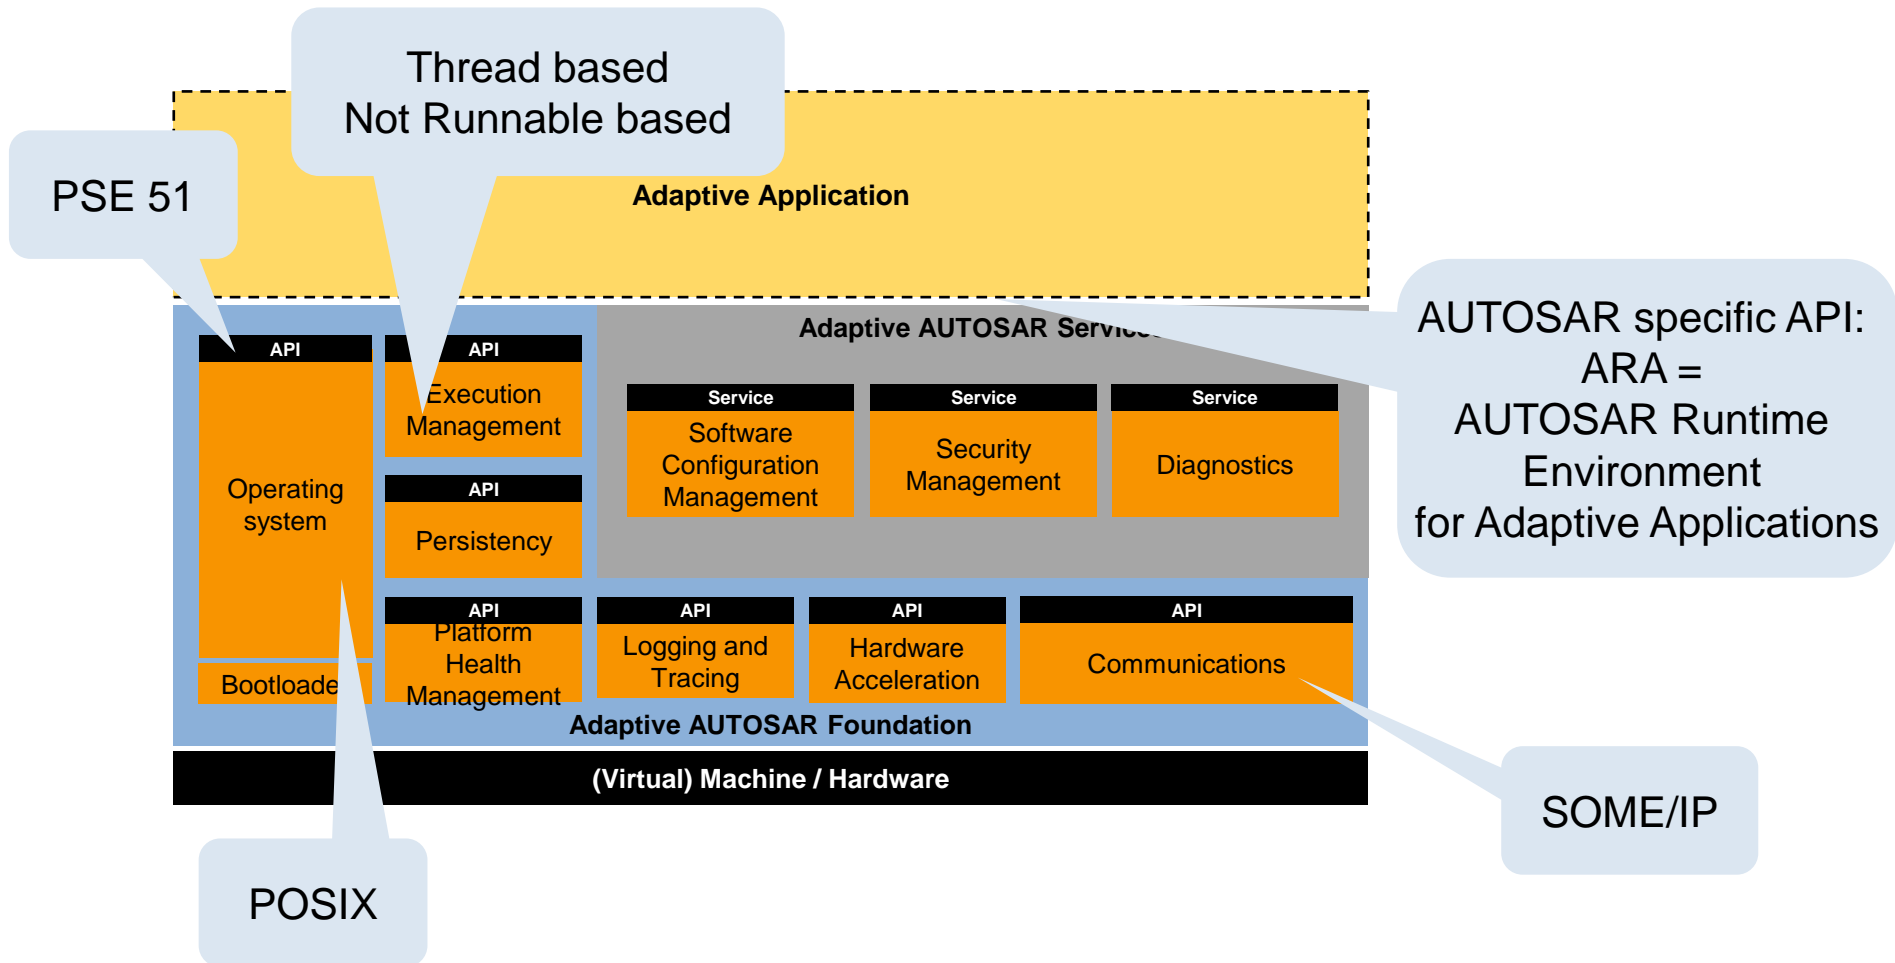 Thread based
Not Runnable based
PSE 51
Adaptive Application
AUTOSAR specific API:
ARA =
AUTOSAR Runtime
Environment
for Adaptive Applications
Adaptive AUTOSAR Services
API
Operating
system
Bootloade
API
Execution
Management
API
Persistency
Service
Software
Configuration
Management
Service
Security
Management
Service
Diagnostics
API
Platform
Health
Management
API
Logging and
Tracing
API
Hardware
Acceleration
API
Communications
Adaptive AUTOSAR Foundation
(Virtual) Machine / Hardware
SOME/IP
POSIX